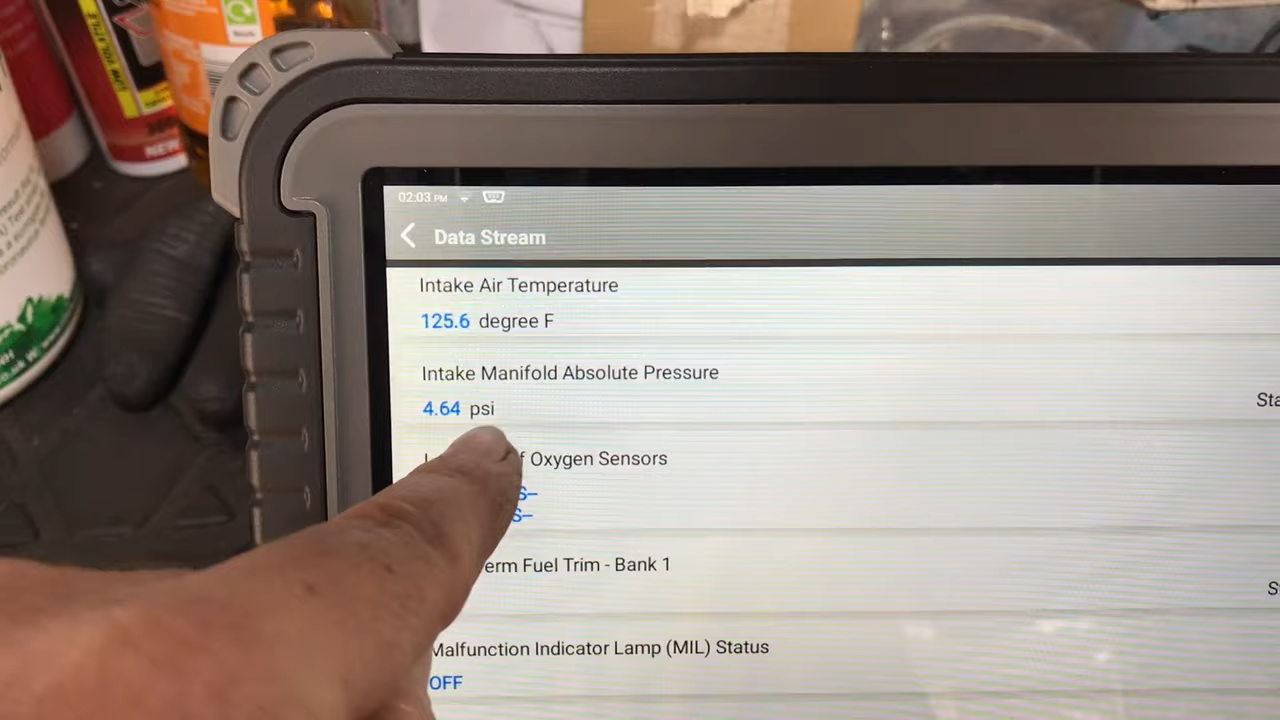 NEW
02:03 PM
Data Stream
Intake Air Temperature
125.6 degree F
Intake Manifold Absolute Pressure
4.64 psi
Sta
f Oxygen Sensors
S–
S–
erm Fuel Trim - Bank 1
Malfunction Indicator Lamp (MIL) Status
OFF